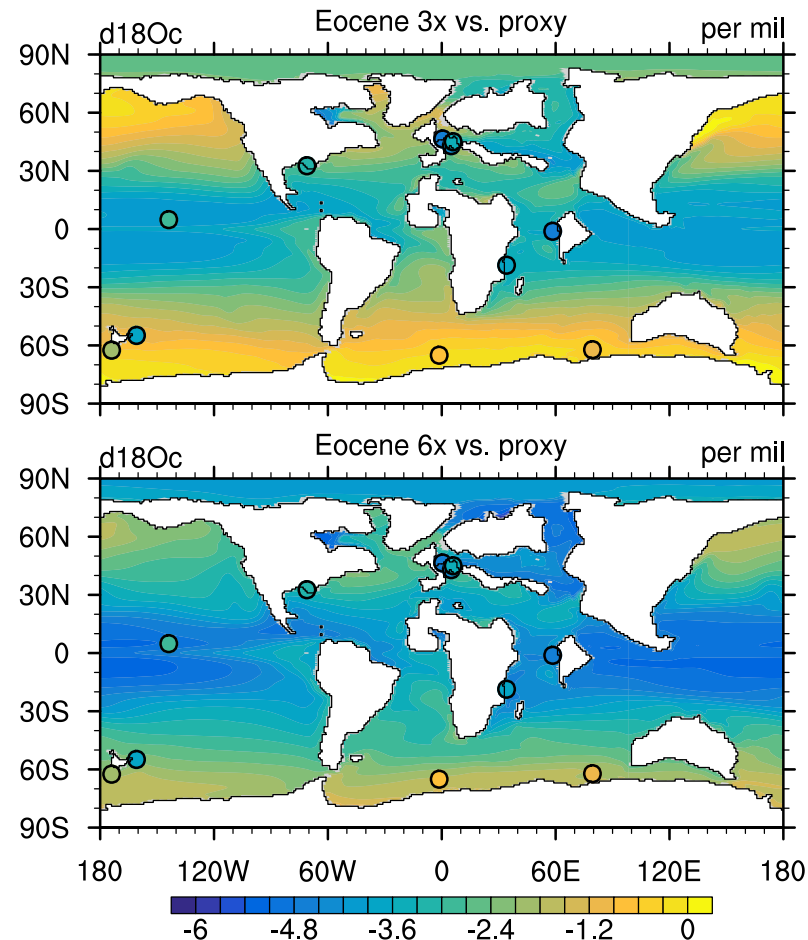 Eocene 3x vs. proxy
d18Oc per mil
90N
60N
30N
0
30S
60S
90S
Eocene 6x vs. proxy
d18Oc per mil
90N
60N
30N
0
30S
60S
90S
180 120W 60W 0 60E 120E 180
-6 -4.8 -3.6 -2.4 -1.2 0